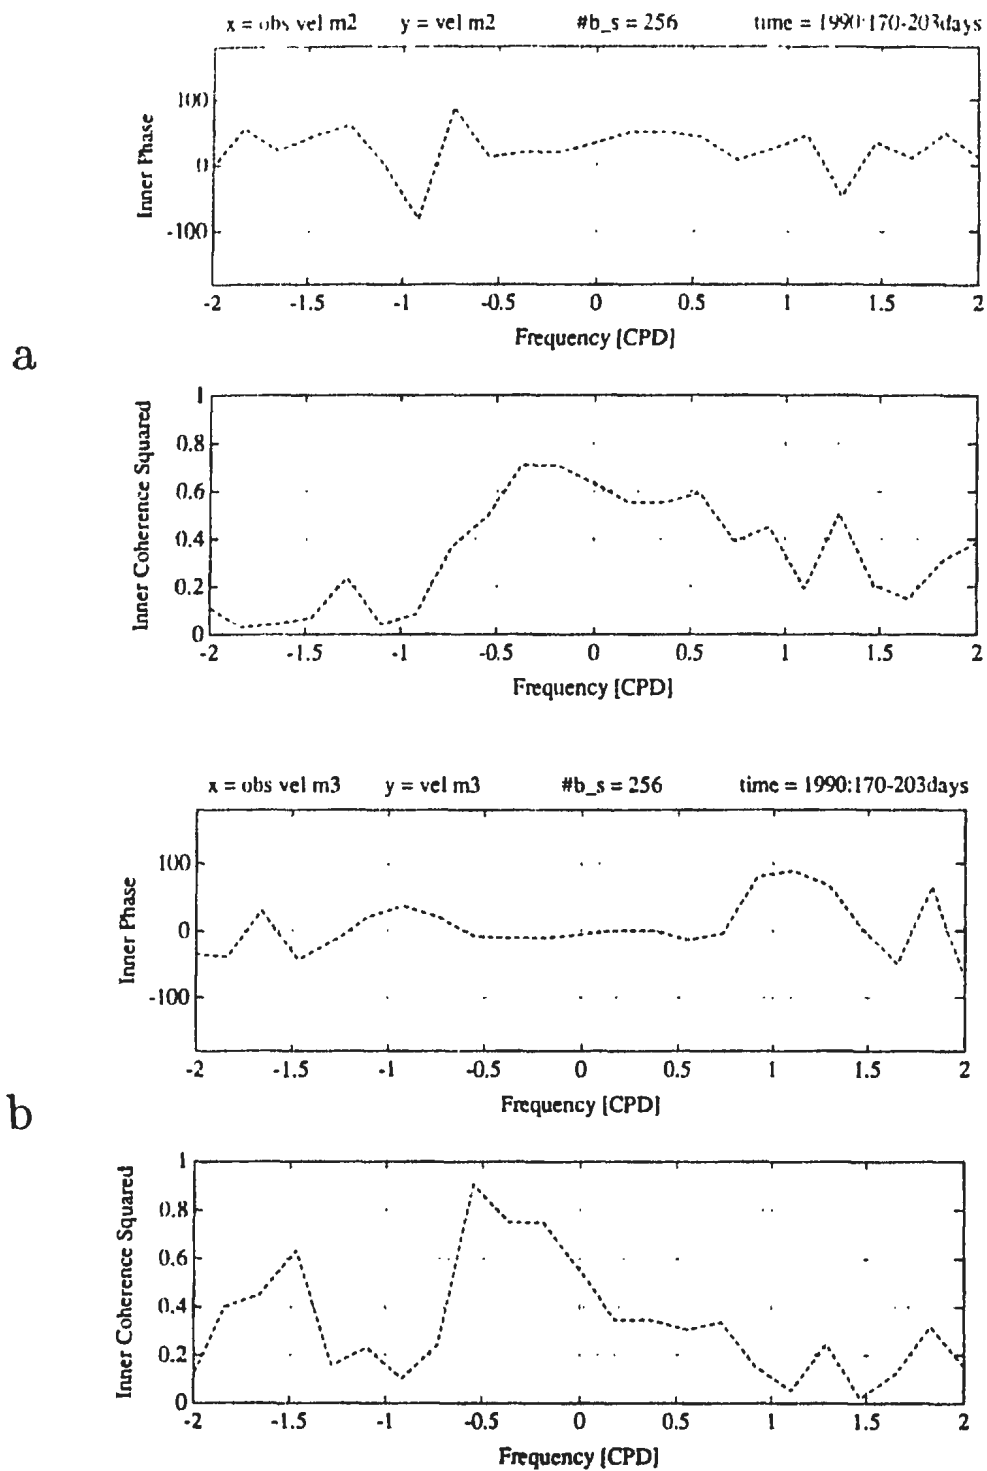 x = obs vel m2 y = vel m2 #b_s = 256 time = 1990:170-203days
100
0
-100
Inner Phase
-2 -1.5 -1 -0.5 0 0.5 1 1.5 2
Frequency [CPD]
a
1
0.8
0.6
0.4
0.2
0
Inner Coherence Squared
-2 -1.5 -1 -0.5 0 0.5 1 1.5 2
Frequency [CPD]
x = obs vel m3 y = vel m3 #b_s = 256 time = 1990:170-203days
100
0
-100
Inner Phase
-2 -1.5 -1 -0.5 0 0.5 1 1.5 2
Frequency [CPD]
b
1
0.8
0.6
0.4
0.2
0
Inner Coherence Squared
-2 -1.5 -1 -0.5 0 0.5 1 1.5 2
Frequency [CPD]